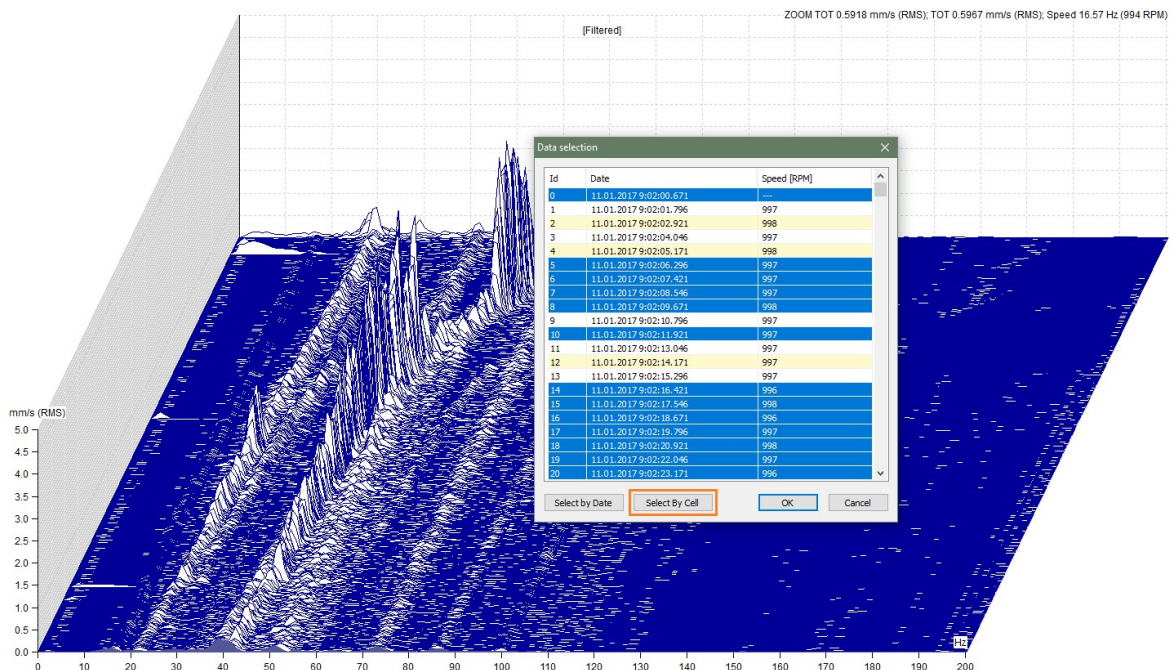 ZOOM TOT 0.5918 mm/s (RMS); TOT 0.5967 mm/s (RMS); Speed 16.57 Hz (994 RPM)
[Filtered]
Data selection
Id Date Speed [RPM]
0 11.01.2017 9:02:00.671 ---
1 11.01.2017 9:02:01.796 997
2 11.01.2017 9:02:02.921 998
3 11.01.2017 9:02:04.046 997
4 11.01.2017 9:02:05.171 998
5 11.01.2017 9:02:06.296 997
6 11.01.2017 9:02:07.421 997
7 11.01.2017 9:02:08.546 997
8 11.01.2017 9:02:09.671 998
9 11.01.2017 9:02:10.796 997
10 11.01.2017 9:02:11.921 997
11 11.01.2017 9:02:13.046 997
12 11.01.2017 9:02:14.171 997
13 11.01.2017 9:02:15.296 997
14 11.01.2017 9:02:16.421 996
15 11.01.2017 9:02:17.546 998
16 11.01.2017 9:02:18.671 996
17 11.01.2017 9:02:19.796 997
18 11.01.2017 9:02:20.921 998
19 11.01.2017 9:02:22.046 997
20 11.01.2017 9:02:23.171 996
Select by Date Select By Cell OK Cancel
mm/s (RMS)
5.0
4.5
4.0
3.5
3.0
2.5
2.0
1.5
1.0
0.5
0.0
Hz
0 10 20 30 40 50 60 70 80 90 100 110 120 130 140 150 160 170 180 190 200